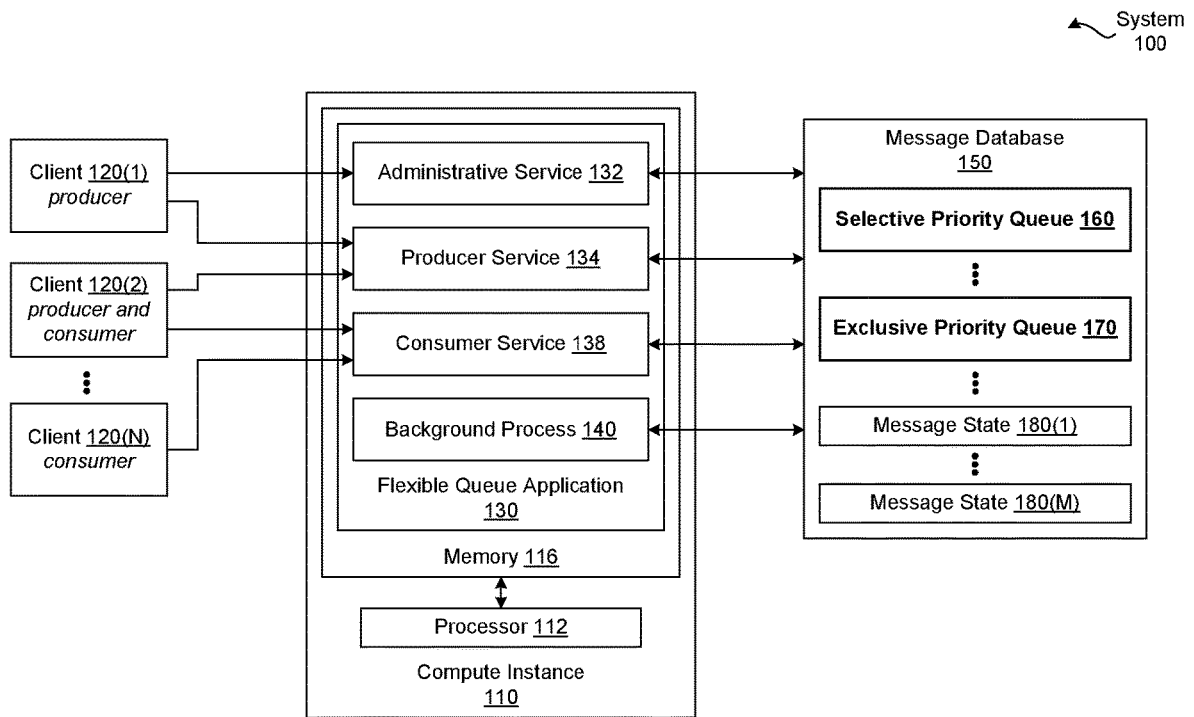 System
100
Client 120(1)
producer
Client 120(2)
producer and
consumer
Client 120(N)
consumer
Administrative Service 132
Producer Service 134
Consumer Service 138
Background Process 140
Flexible Queue Application
130
Memory 116
Processor 112
Compute Instance
110
Message Database
150
Selective Priority Queue 160
Exclusive Priority Queue 170
Message State 180(1)
Message State 180(M)